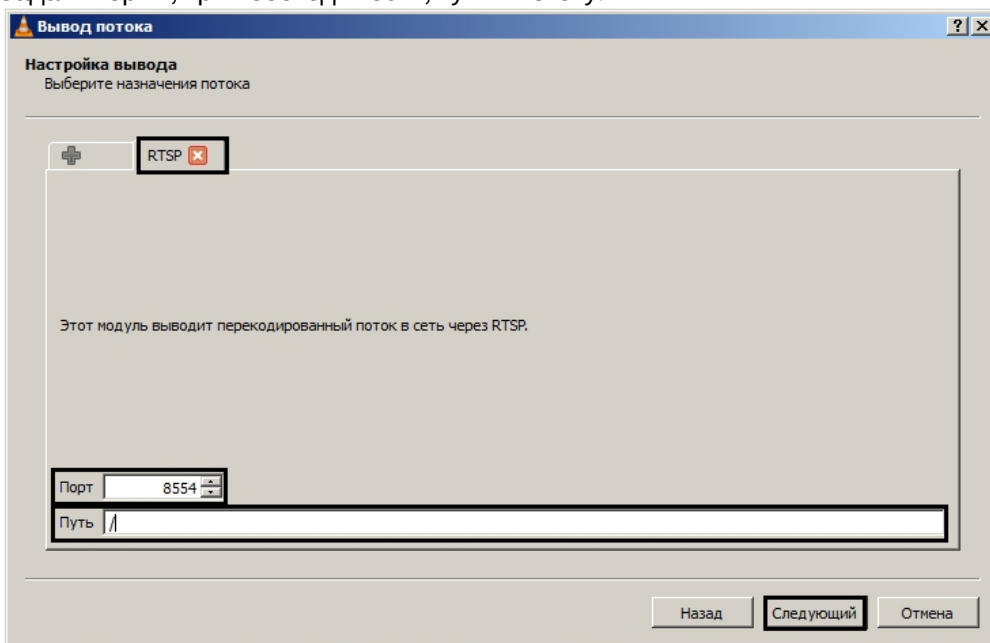 Вывод потока
Настройка вывода
Выберите назначения потока
RTSP
Этот модуль выводит перекодированный поток в сеть через RTSP.
Порт 8554
Путь /
Назад Следующий Отмена